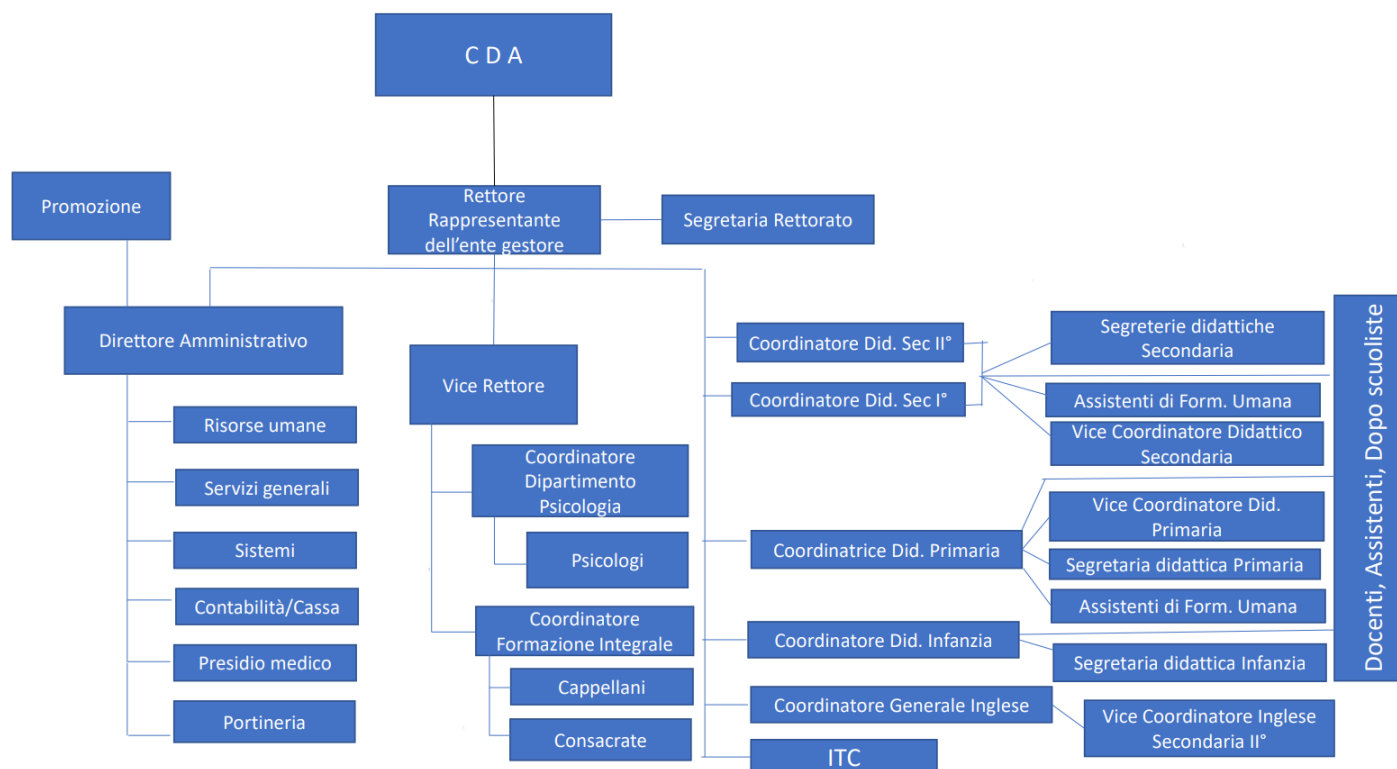 C D A
Promozione
Rettore
Rappresentante
dell'ente gestore
Segretaria Rettorato
Direttore Amministrativo
Risorse umane
Servizi generali
Sistemi
Contabilità/Cassa
Presidio medico
Portineria
Vice Rettore
Coordinatore
Dipartimento
Psicologia
Psicologi
Coordinatore
Formazione Integrale
Cappellani
Consacrate
Coordinatore Did. Sec II°
Coordinatore Did. Sec I°
Segreterie didattiche
Secondaria
Assistenti di Form. Umana
Vice Coordinatore Didattico
Secondaria
Coordinatrice Did. Primaria
Vice Coordinatore Did.
Primaria
Segretaria didattica Primaria
Assistenti di Form. Umana
Coordinatore Did. Infanzia
Segretaria didattica Infanzia
Coordinatore Generale Inglese
Vice Coordinatore Inglese
Secondaria II°
ITC
Docenti, Assistenti, Dopo scuoliste